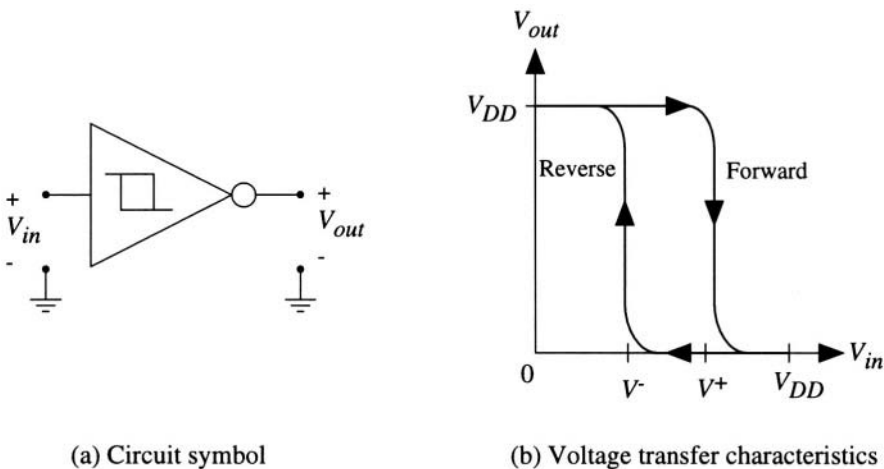 +
V_in
-
+
V_out
-
(a) Circuit symbol
V_out
V_DD
Reverse
Forward
0
V^-
V^+
V_DD
V_in
(b) Voltage transfer characteristics